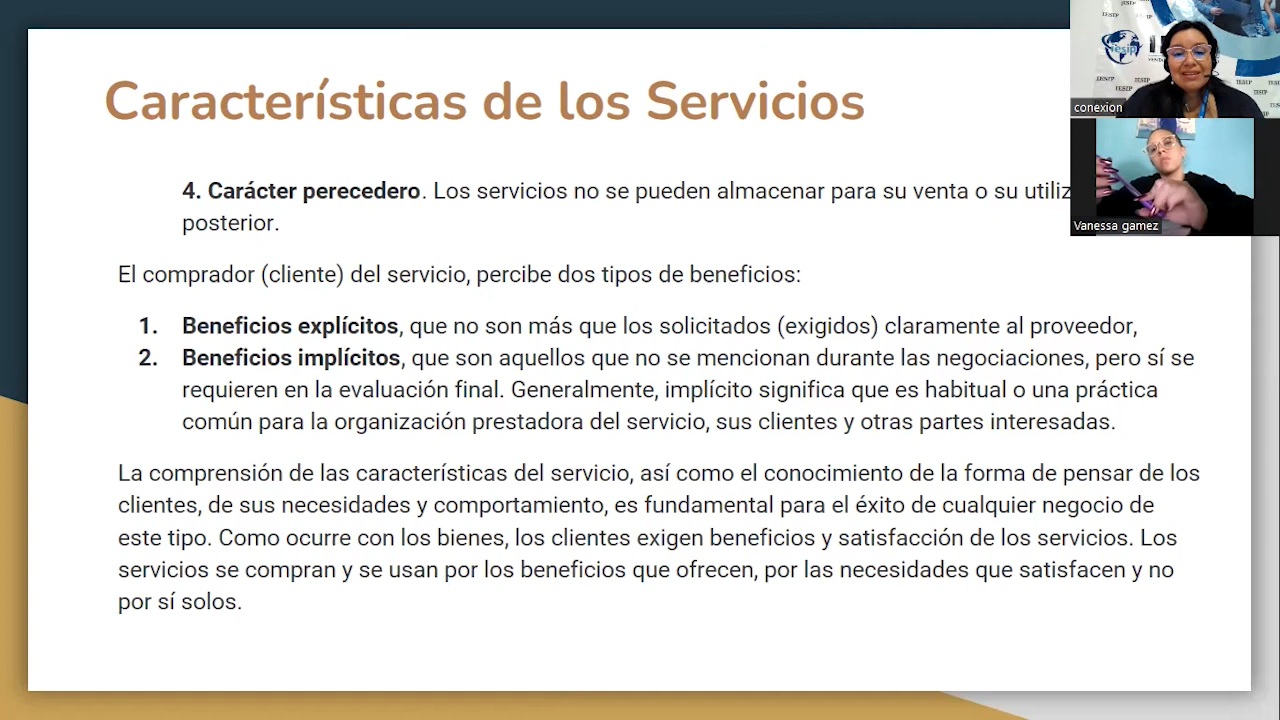 Características de los Servicios
4. Carácter perecedero. Los servicios no se pueden almacenar para su venta o su utiliz
posterior.
El comprador (cliente) del servicio, percibe dos tipos de beneficios:
1. Beneficios explícitos, que no son más que los solicitados (exigidos) claramente al proveedor,
2. Beneficios implícitos, que son aquellos que no se mencionan durante las negociaciones, pero sí se
requieren en la evaluación final. Generalmente, implícito significa que es habitual o una práctica
común para la organización prestadora del servicio, sus clientes y otras partes interesadas.
La comprensión de las características del servicio, así como el conocimiento de la forma de pensar de los
clientes, de sus necesidades y comportamiento, es fundamental para el éxito de cualquier negocio de
este tipo. Como ocurre con los bienes, los clientes exigen beneficios y satisfacción de los servicios. Los
servicios se compran y se usan por los beneficios que ofrecen, por las necesidades que satisfacen y no
por sí solos.
IESIP
iesip
IESIP
IESIP
IESIP
IESIP
conexion
Vanessa gamez